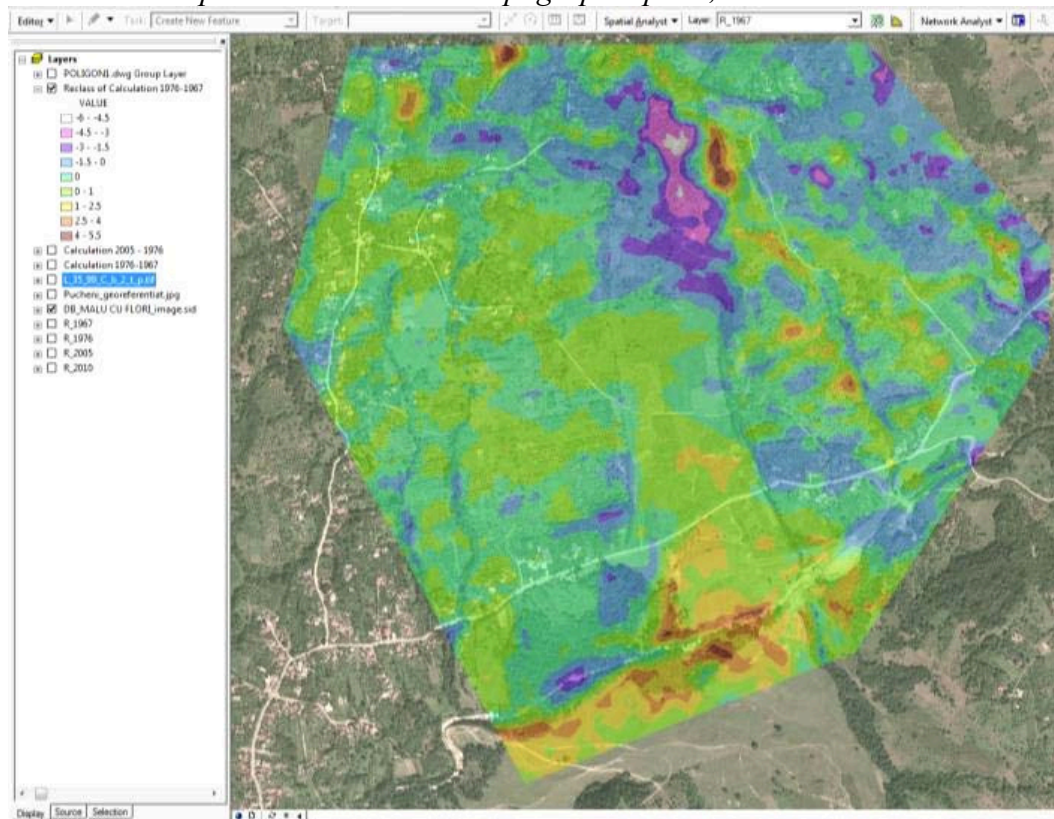 Editor
Task: Create New Feature
Target:
Spatial Analyst
Layer: R_1967
Network Analyst
Layers
POLIGON1.dwg Group Layer
Reclass of Calculation 1976-1967
VALUE
-6 - -4.5
-4.5 - -3
-3 - -1.5
-1.5 - 0
0
0 - 1
1 - 2.5
2.5 - 4
4 - 5.5
Calculation 2005 - 1976
Calculation 1976-1967
Pucheni_georeferentiat.jpg
DB_MALU CU FLORI_image.sid
R_1967
R_1976
R_2005
R_2010
Display Source Selection